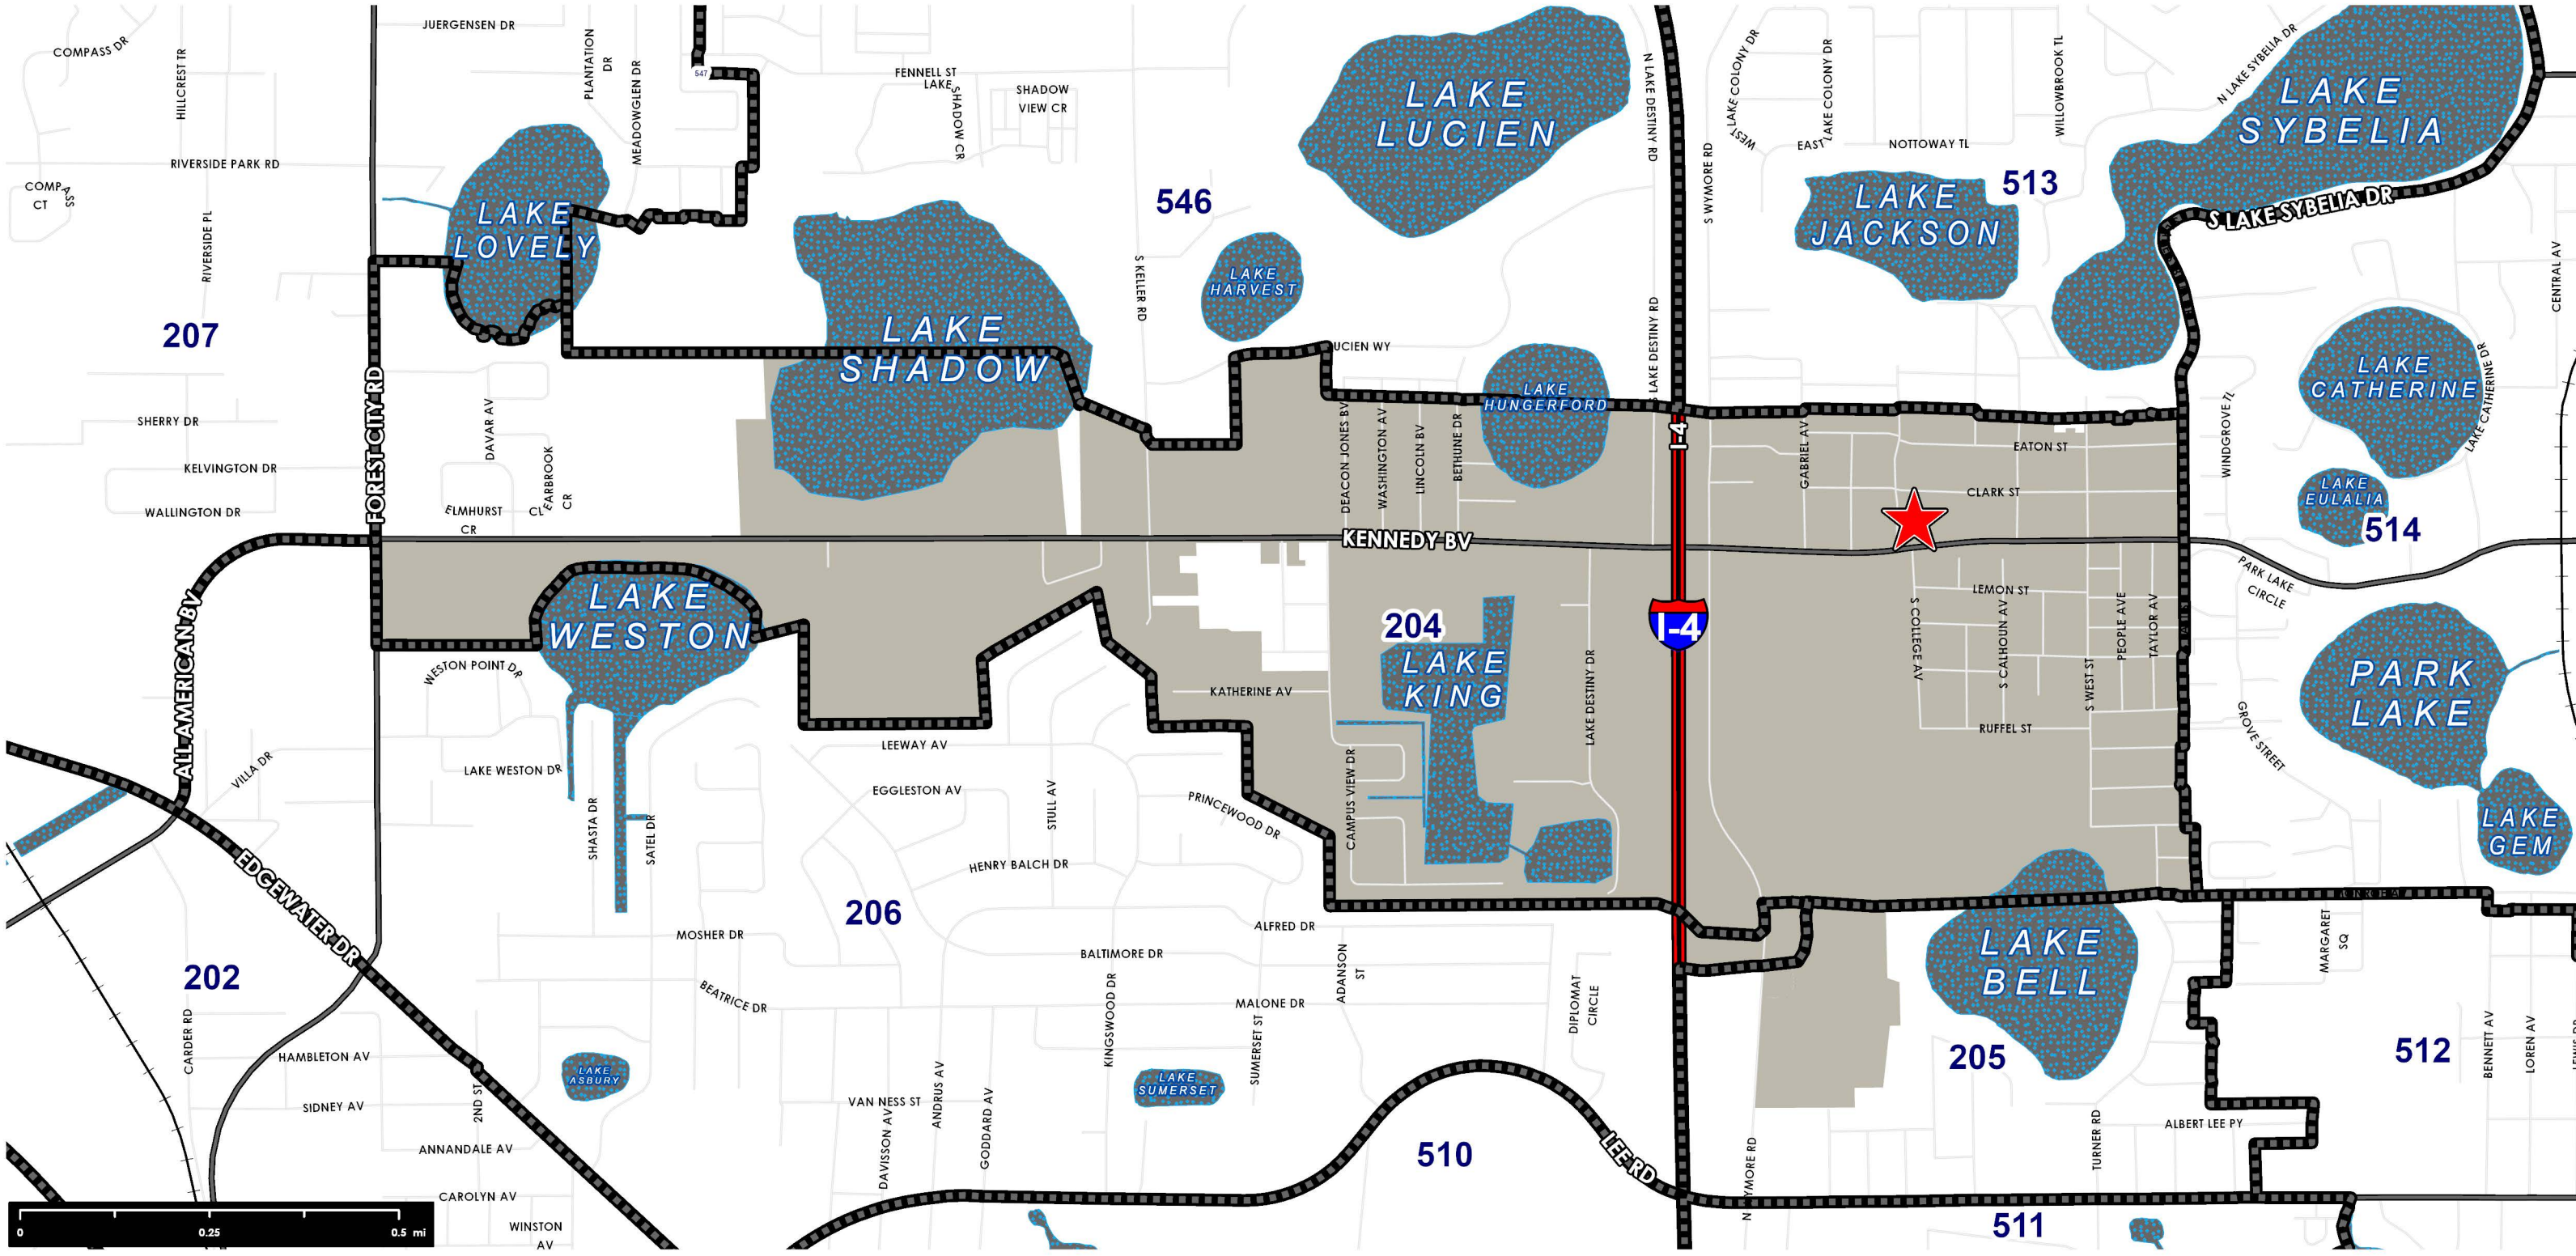 JUERGENSEN DR
COMPASS DR
HILLCREST TR
PLANTATION
DR
MEADOWGLEN DR
547
FENNELL ST
LAKE
SHADOW CR
SHADOW
VIEW CR
LAKE
LUCIEN
N LAKE DESTINY RD
WEST LAKE COLONY DR
EAST LAKE COLONY DR
WILLOWBROOK TL
N LAKE SYBELIA DR
LAKE
SYBELIA
NOTTOWAY TL
S WYMORE RD
RIVERSIDE PARK RD
COMPASS
CT
RIVERSIDE PL
LAKE
LOVELY
546
513
LAKE
JACKSON
S LAKE SYBELIA DR
CENTRAL AV
S KELLER RD
LAKE
HARVEST
207
LAKE
SHADOW
UCIEN WY
S LAKE DESTINY RD
LAKE
HUNGERFORD
LAKE
CATHERINE
LAKE CATHERINE DR
FOREST CITY RD
SHERRY DR
DAVAR AV
KELVINGTON DR
WALLINGTON DR
ELMHURST
CR
CLEARBROOK
CR
DEACON JONES BV
WASHINGTON AV
LINCOLN BV
BETHUNE DR
I-4
GABRIEL AV
EATON ST
CLARK ST
WINDGROVE TL
LAKE
EULALIA
514
KENNEDY BV
ALL AMERICAN BV
LAKE
WESTON
WESTON POINT DR
204
LAKE
KING
I-4
LEMON ST
S COLLEGE AV
S CALHOUN AV
PEOPLE AVE
TAYLOR AV
S WEST ST
RUFFEL ST
PARK LAKE
CIRCLE
PARK
LAKE
GROVE STREET
KATHERINE AV
LAKE DESTINY DR
CAMPUS VIEW DR
LEEWAY AV
VILLA DR
LAKE WESTON DR
EGGLESTON AV
STULL AV
PRINCEWOOD DR
SHASTA DR
SATEL DR
HENRY BALCH DR
LAKE
GEM
EDGEWATER DR
206
MOSHER DR
ALFRED DR
BALTIMORE DR
ADANSON
ST
LAKE
BELL
MARGARET
SQ
202
BEATRICE DR
KINGSWOOD DR
MALONE DR
SUMERSET ST
DIPLOMAT
CIRCLE
CARDER RD
HAMBLETON AV
SIDNEY AV
2ND ST
LAKE
ASBURY
LAKE
SUMERSET
205
512
BENNETT AV
LOREN AV
LEWIS DR
VAN NESS ST
DAVISSON AV
ANDRUS AV
GODDARD AV
ANNANDALE AV
CAROLYN AV
WINSTON
AV
510
LEE RD
TURNER RD
ALBERT LEE PY
511
0 0.25 0.5 mi